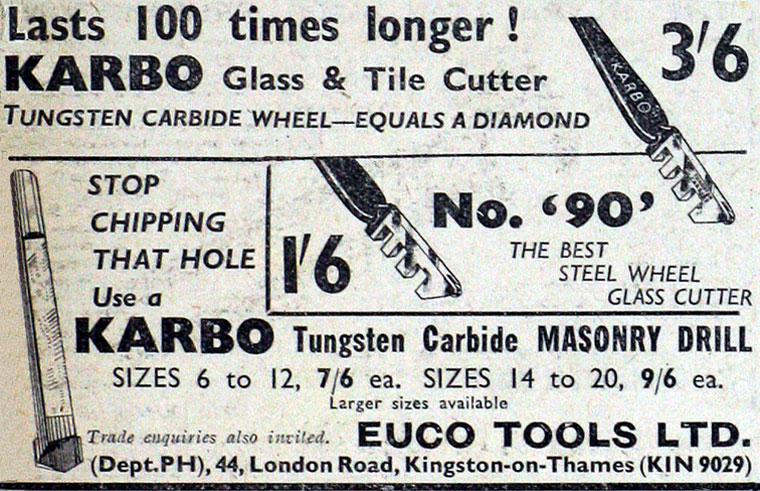 Lasts 100 times longer!
KARBO Glass & Tile Cutter
3'6
TUNGSTEN CARBIDE WHEEL—EQUALS A DIAMOND
KARBO
STOP
CHIPPING
THAT HOLE
Use a
1'6
No. ‘90’
THE BEST
STEEL WHEEL
GLASS CUTTER
KARBO Tungsten Carbide MASONRY DRILL
SIZES 6 to 12, 7/6 ea. SIZES 14 to 20, 9/6 ea.
Larger sizes available
Trade enquiries also invited. EUCO TOOLS LTD.
(Dept.PH), 44, London Road, Kingston-on-Thames (KIN 9029)